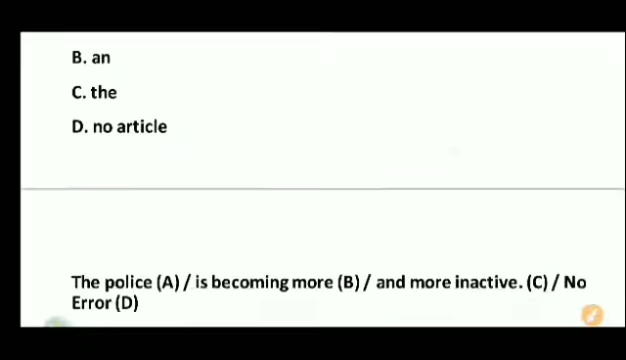 B. an
C. the
D. no article
The police (A) / is becoming more (B) / and more inactive. (C) / No
Error (D)